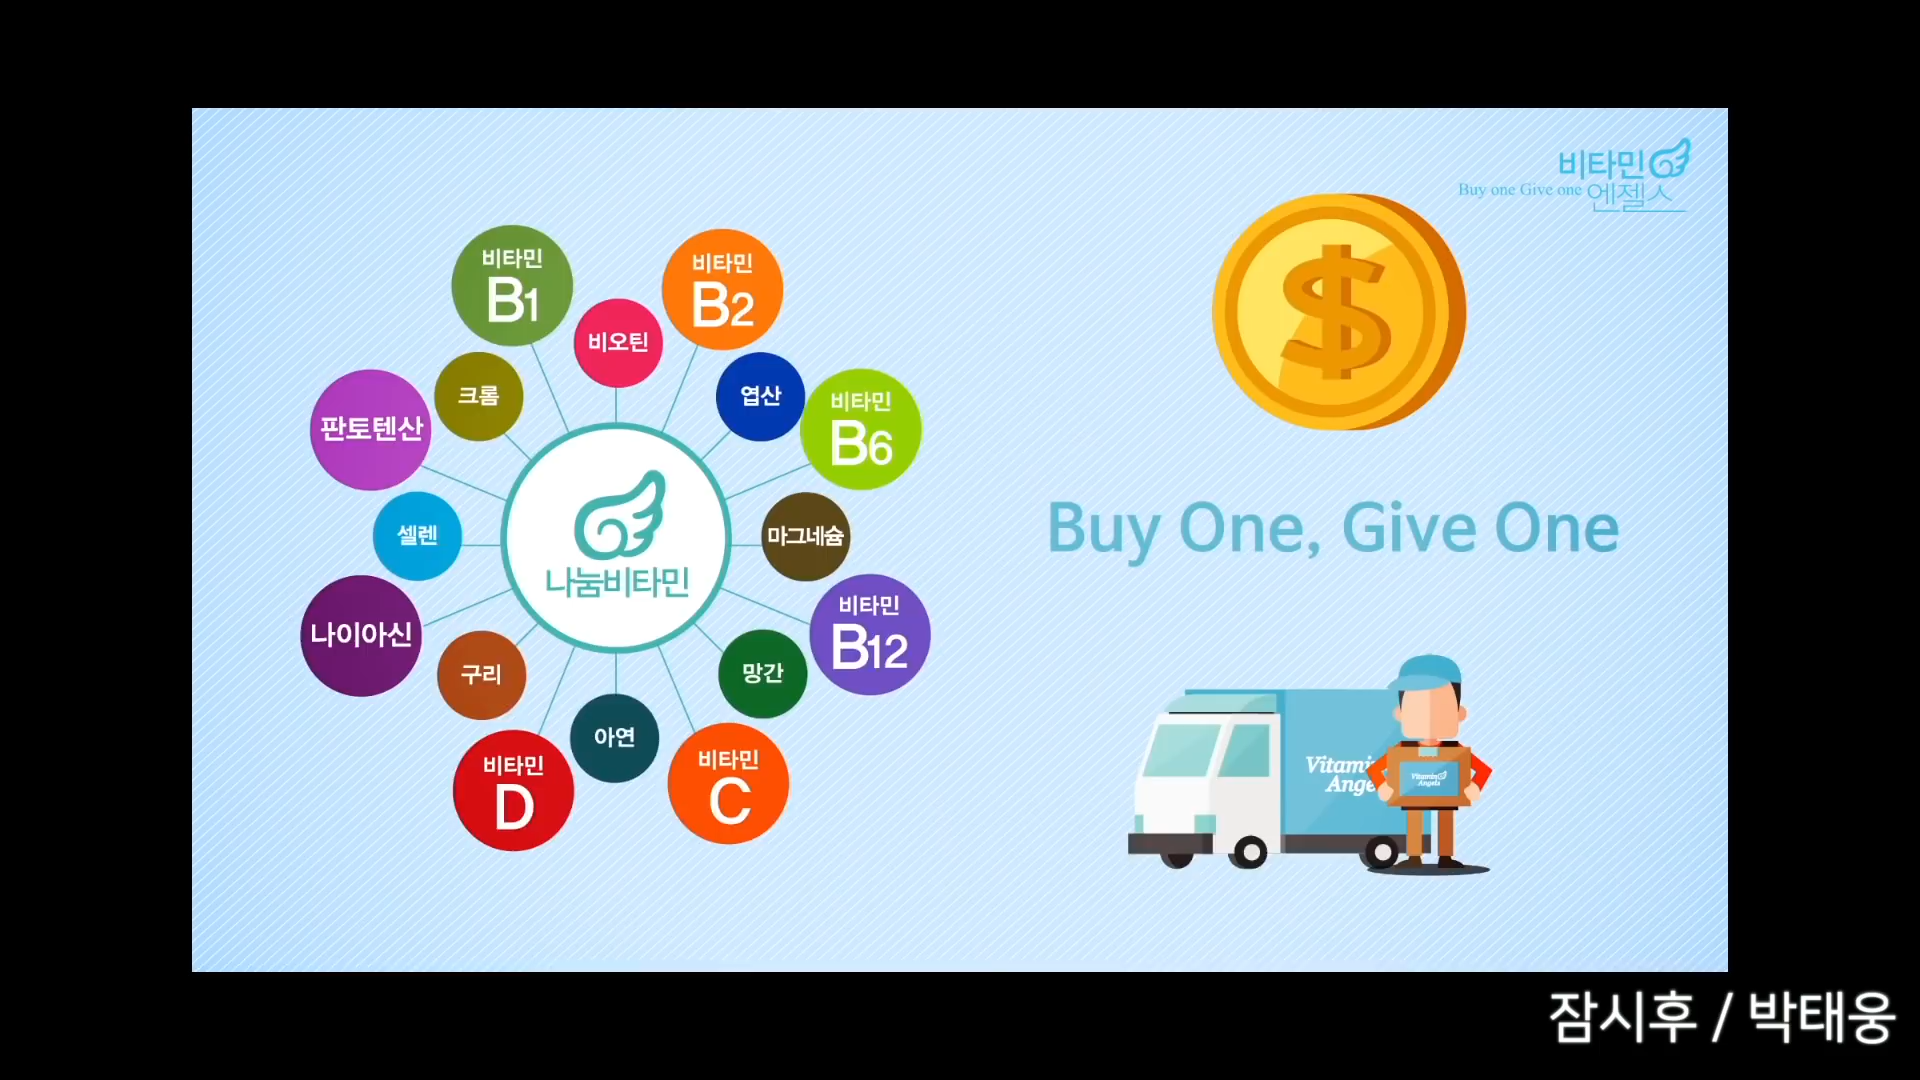 비타민
Buy one Give one 엔젤스
비타민
B1
비타민
B2
비오틴
크롬
엽산
판토텐산
비타민
B6
셀렌
마그네슘
나눔비타민
나이아신
비타민
B12
구리
망간
아연
비타민
D
비타민
C
$
Buy One, Give One
Vitamin
Angels
잠시후 / 박태웅